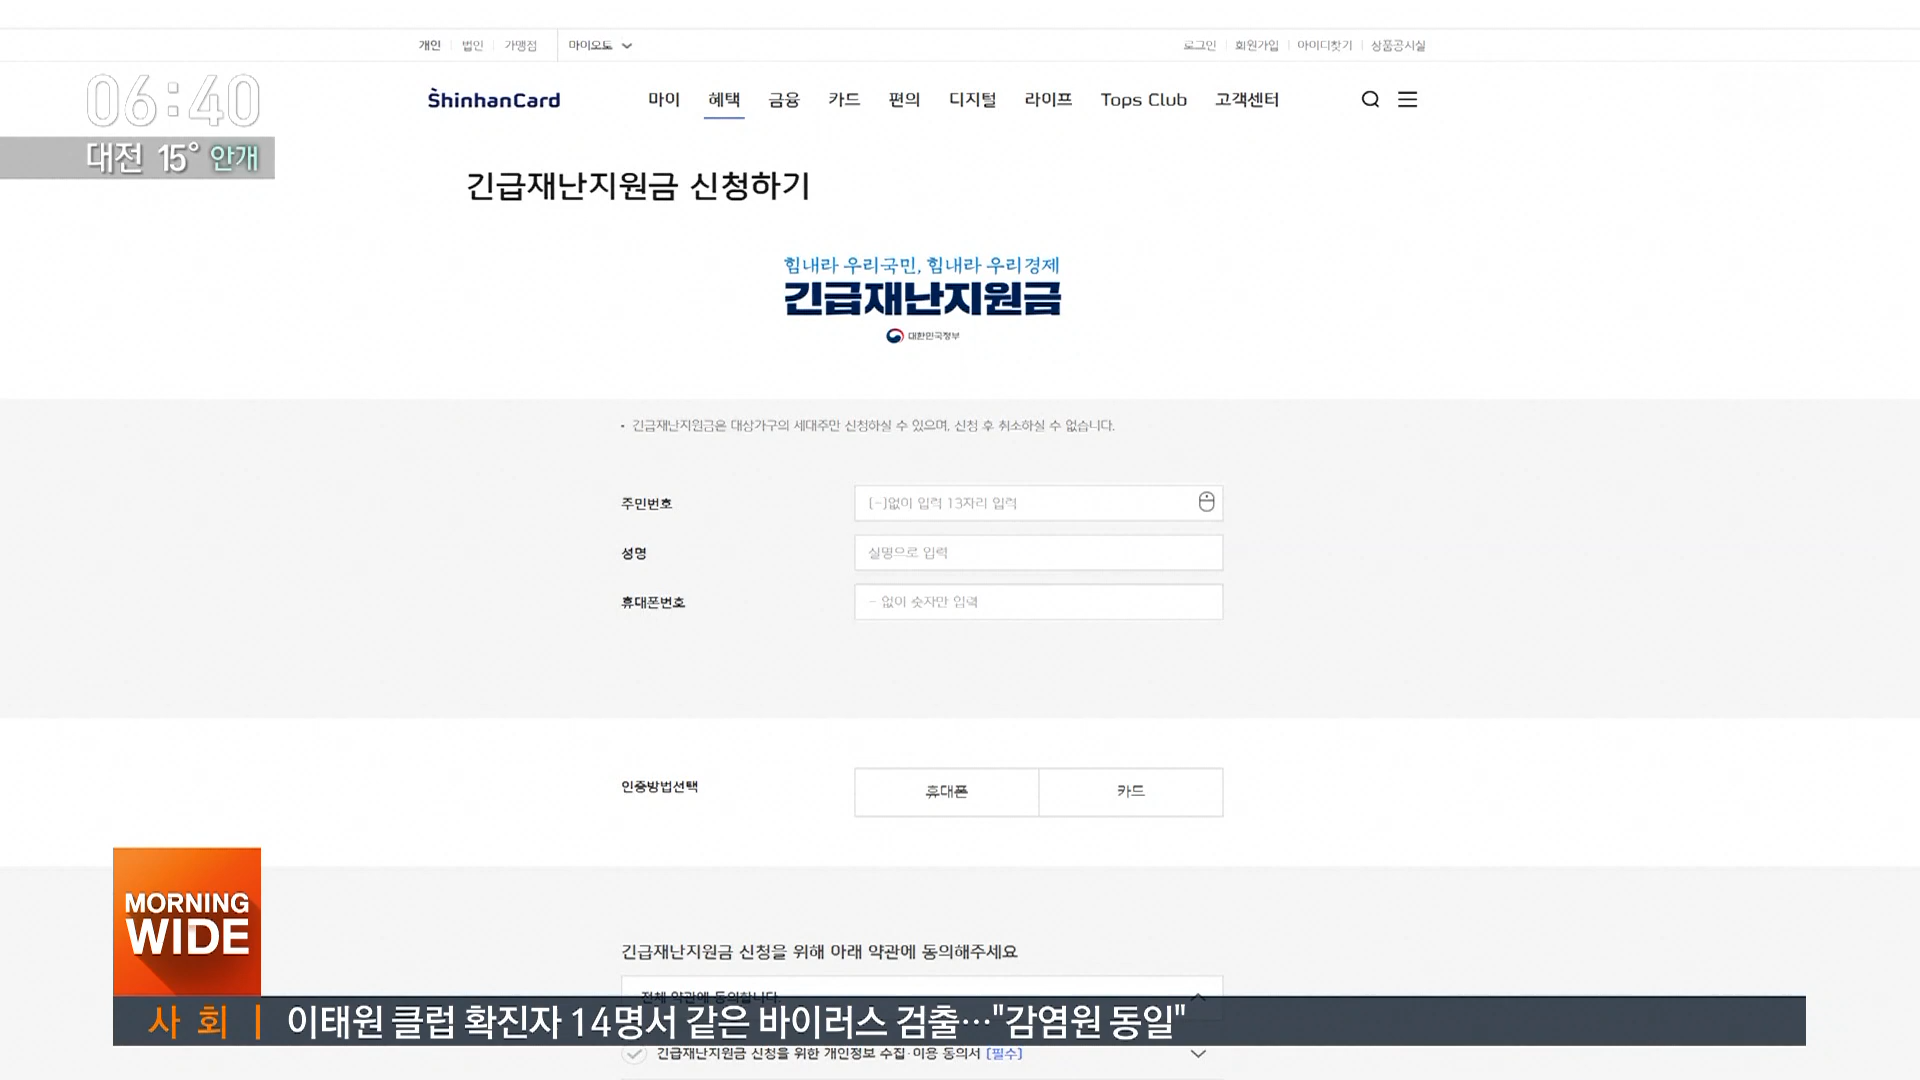 개인 법인 가맹점 마이오토 로그인 회원가입 아이디찾기 상품공시실
06:40
ShinhanCard 마이 혜택 금융 카드 편의 디지털 라이프 Tops Club 고객센터
대전 15° 안개
긴급재난지원금 신청하기
힘내라 우리국민, 힘내라 우리경제
긴급재난지원금
대한민국정부
• 긴급재난지원금은 대상가구의 세대주만 신청하실 수 있으며, 신청 후 취소하실 수 없습니다.
주민번호 [-]없이 입력 13자리 입력
성명 실명으로 입력
휴대폰번호 - 없이 숫자만 입력
인증방법선택 휴대폰 카드
MORNING
WIDE
긴급재난지원금 신청을 위해 아래 약관에 동의해주세요
전체 약관에 동의합니다.
사회 | 이태원 클럽 확진자 14명서 같은 바이러스 검출…"감염원 동일"
긴급재난지원금 신청을 위한 개인정보 수집·이용 동의서 [필수]